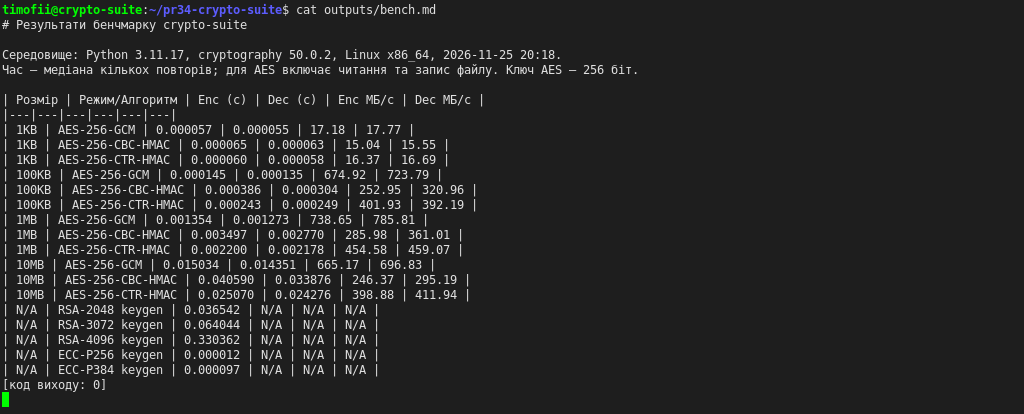 timofii@crypto-suite:~/pr34-crypto-suite$ cat outputs/bench.md
# Результати бенчмарку crypto-suite
Середовище: Python 3.11.17, cryptography 50.0.2, Linux x86_64, 2026-11-25 20:18.
Час — медіана кількох повторів; для AES включає читання та запис файлу. Ключ AES — 256 біт.
| Розмір | Режим/Алгоритм | Enc (с) | Dec (с) | Enc МБ/с | Dec МБ/с |
|---|---|---|---|---|---|
| 1KB | AES-256-GCM | 0.000057 | 0.000055 | 17.18 | 17.77 |
| 1KB | AES-256-CBC-HMAC | 0.000065 | 0.000063 | 15.04 | 15.55 |
| 1KB | AES-256-CTR-HMAC | 0.000060 | 0.000058 | 16.37 | 16.69 |
| 100KB | AES-256-GCM | 0.000145 | 0.000135 | 674.92 | 723.79 |
| 100KB | AES-256-CBC-HMAC | 0.000386 | 0.000304 | 252.95 | 320.96 |
| 100KB | AES-256-CTR-HMAC | 0.000243 | 0.000249 | 401.93 | 392.19 |
| 1MB | AES-256-GCM | 0.001354 | 0.001273 | 738.65 | 785.81 |
| 1MB | AES-256-CBC-HMAC | 0.003497 | 0.002770 | 285.98 | 361.01 |
| 1MB | AES-256-CTR-HMAC | 0.002200 | 0.002178 | 454.58 | 459.07 |
| 10MB | AES-256-GCM | 0.015034 | 0.014351 | 665.17 | 696.83 |
| 10MB | AES-256-CBC-HMAC | 0.040590 | 0.033876 | 246.37 | 295.19 |
| 10MB | AES-256-CTR-HMAC | 0.025070 | 0.024276 | 398.88 | 411.94 |
| N/A | RSA-2048 keygen | 0.036542 | N/A | N/A | N/A |
| N/A | RSA-3072 keygen | 0.064044 | N/A | N/A | N/A |
| N/A | RSA-4096 keygen | 0.330362 | N/A | N/A | N/A |
| N/A | ECC-P256 keygen | 0.000012 | N/A | N/A | N/A |
| N/A | ECC-P384 keygen | 0.000097 | N/A | N/A | N/A |
[код виходу: 0]